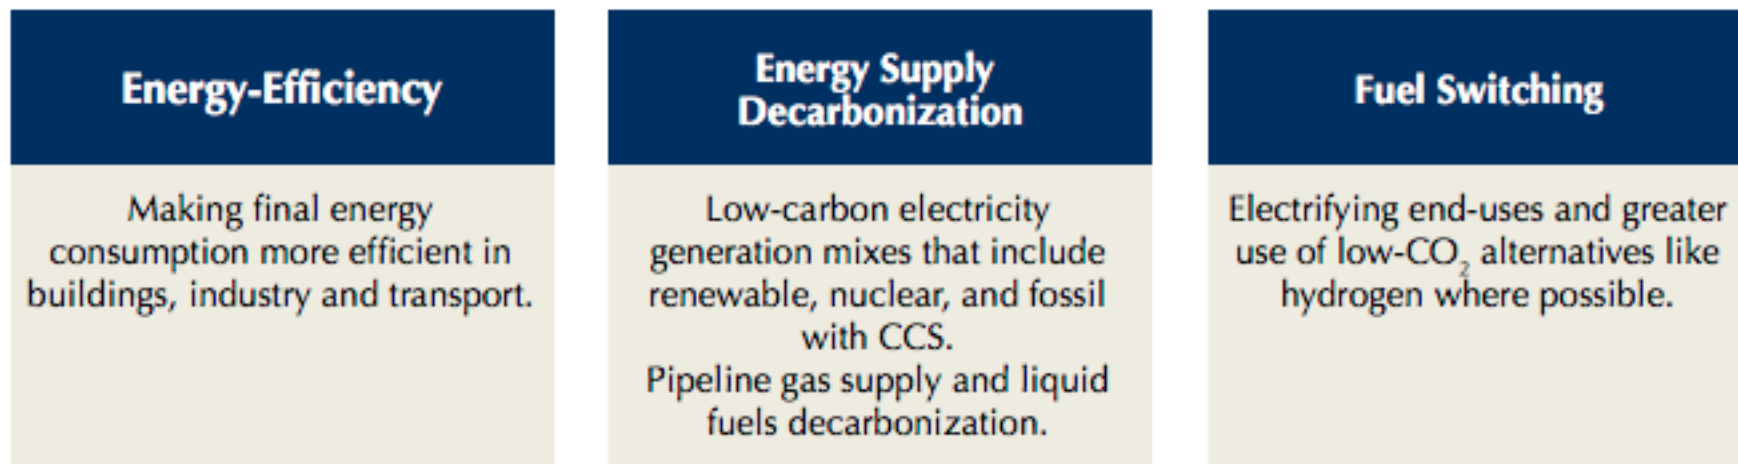 Energy-Efficiency
Making final energy
consumption more efficient in
buildings, industry and transport.
Energy Supply
Decarbonization
Low-carbon electricity
generation mixes that include
renewable, nuclear, and fossil
with CCS.
Pipeline gas supply and liquid
fuels decarbonization.
Fuel Switching
Electrifying end-uses and greater
use of low-CO₂ alternatives like
hydrogen where possible.